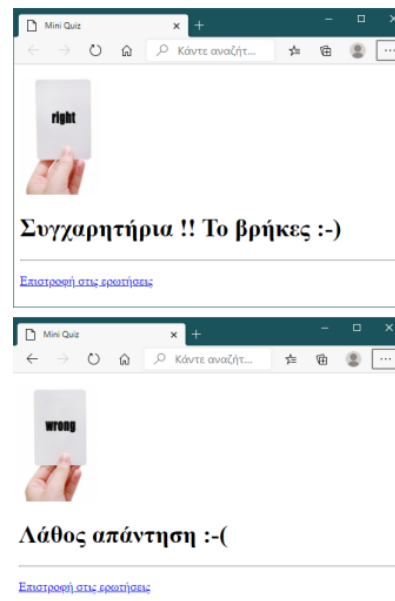 Mini Quiz
Κάντε αναζήτ...
right
Συγχαρητήρια !! Το βρήκες :-)
Επιστροφή στις ερωτήσεις
Mini Quiz
Κάντε αναζήτ...
wrong
Λάθος απάντηση :-(
Επιστροφή στις ερωτήσεις